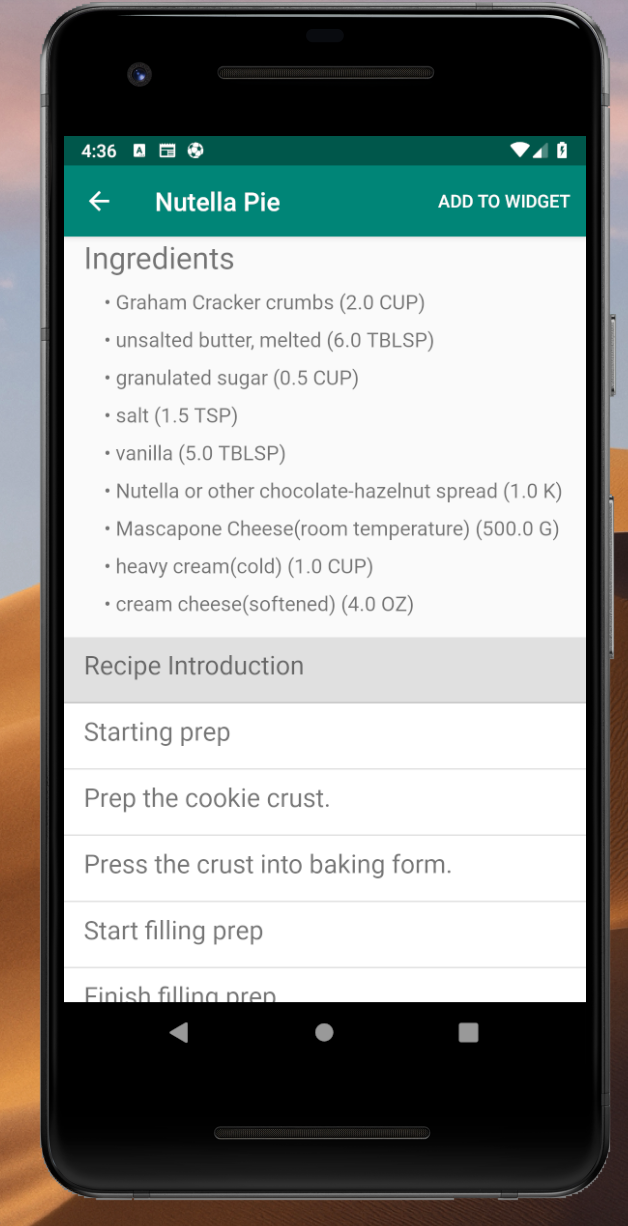 4:36
Nutella Pie ADD TO WIDGET
Ingredients
• Graham Cracker crumbs (2.0 CUP)
• unsalted butter, melted (6.0 TBLSP)
• granulated sugar (0.5 CUP)
• salt (1.5 TSP)
• vanilla (5.0 TBLSP)
• Nutella or other chocolate-hazelnut spread (1.0 K)
• Mascapone Cheese(room temperature) (500.0 G)
• heavy cream(cold) (1.0 CUP)
• cream cheese(softened) (4.0 OZ)
Recipe Introduction
Starting prep
Prep the cookie crust.
Press the crust into baking form.
Start filling prep
Finish filling prep